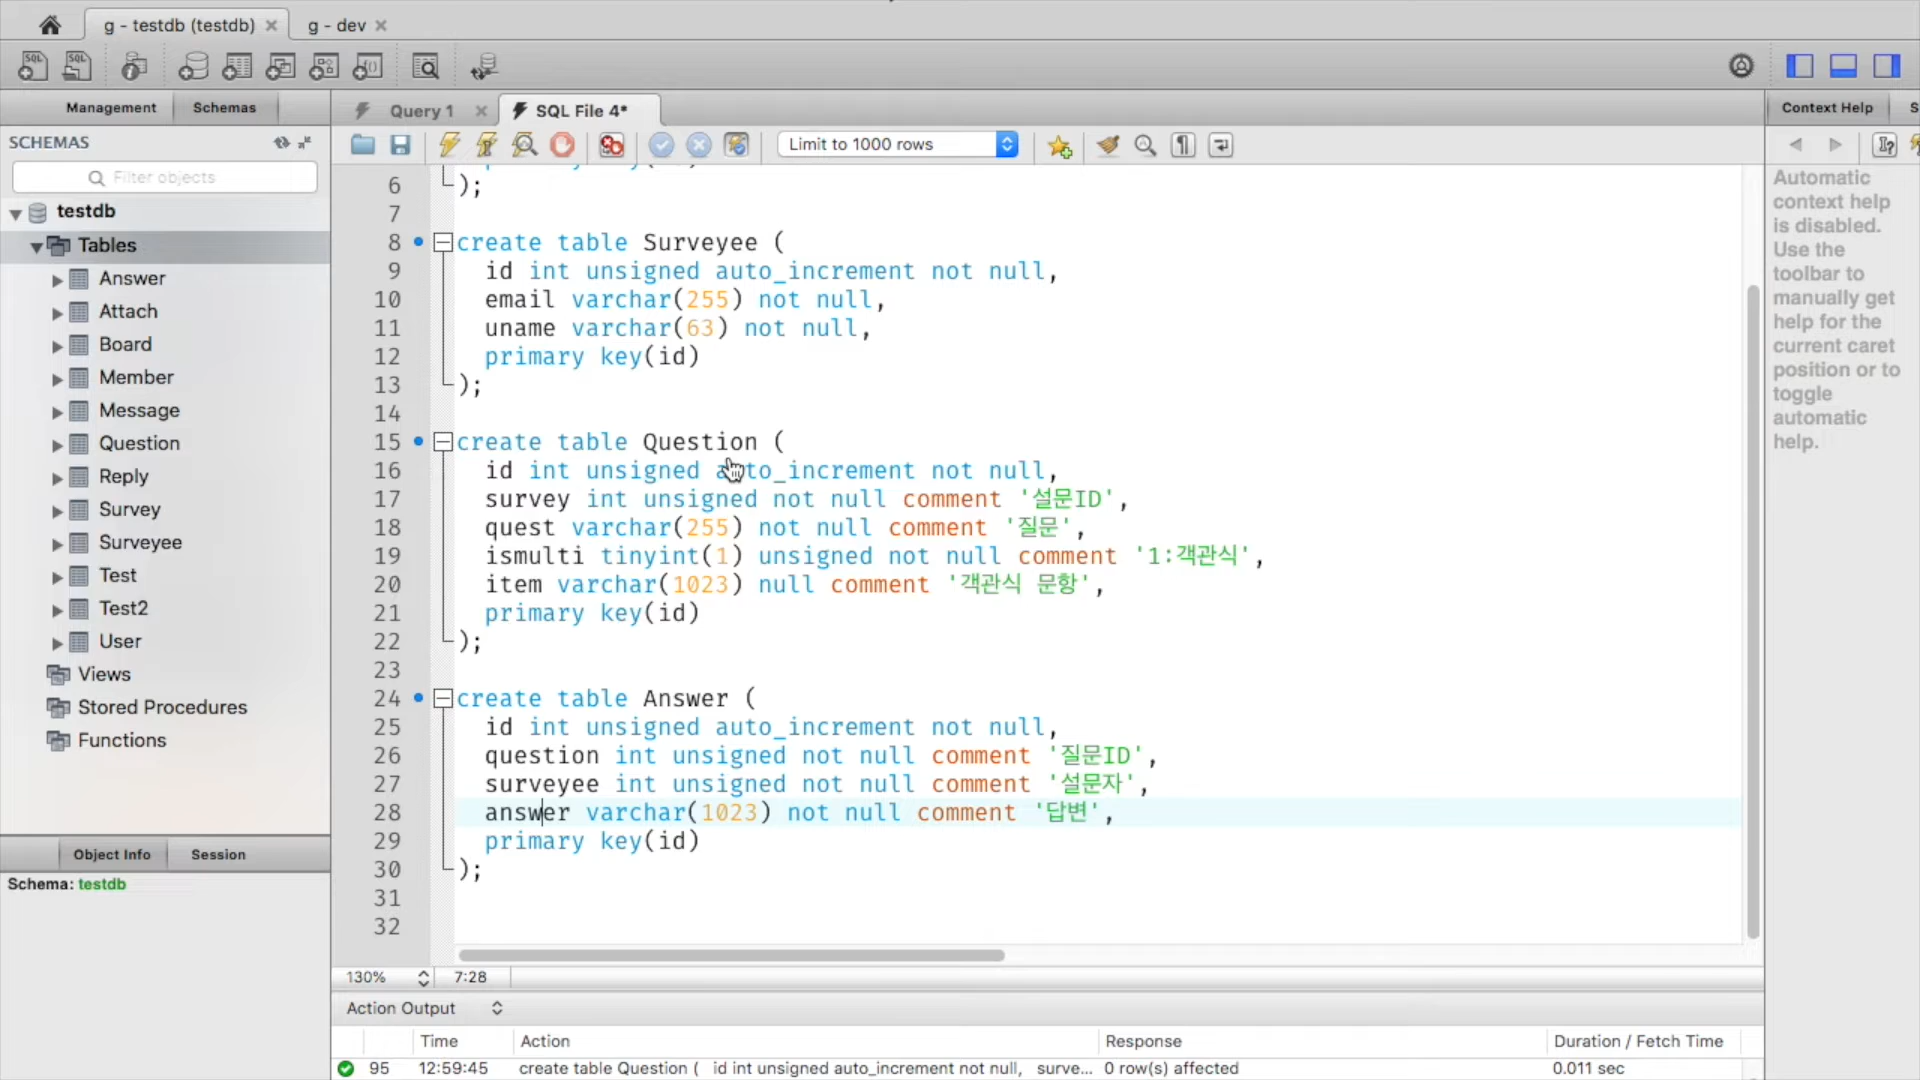 g - testdb (testdb)
g - dev
Management
Schemas
SCHEMAS
Filter objects
testdb
Tables
Answer
Attach
Board
Member
Message
Question
Reply
Survey
Surveyee
Test
Test2
User
Views
Stored Procedures
Functions
Object Info
Session
Schema: testdb
Query 1
SQL File 4*
Limit to 1000 rows
6 );
7
8 create table Surveyee (
9 id int unsigned auto_increment not null,
10 email varchar(255) not null,
11 uname varchar(63) not null,
12 primary key(id)
13 );
14
15 create table Question (
16 id int unsigned auto_increment not null,
17 survey int unsigned not null comment '설문ID',
18 quest varchar(255) not null comment '질문',
19 ismulti tinyint(1) unsigned not null comment '1:객관식',
20 item varchar(1023) null comment '객관식 문항',
21 primary key(id)
22 );
23
24 create table Answer (
25 id int unsigned auto_increment not null,
26 question int unsigned not null comment '질문ID',
27 surveyee int unsigned not null comment '설문자',
28 answer varchar(1023) not null comment '답변',
29 primary key(id)
30 );
31
32
130%
7:28
Action Output
Time Action Response Duration / Fetch Time
95 12:59:45 create table Question ( id int unsigned auto_increment not null, surve... 0 row(s) affected 0.011 sec
Context Help
S
Automatic
context help
is disabled.
Use the
toolbar to
manually get
help for the
current caret
position or to
toggle
automatic
help.